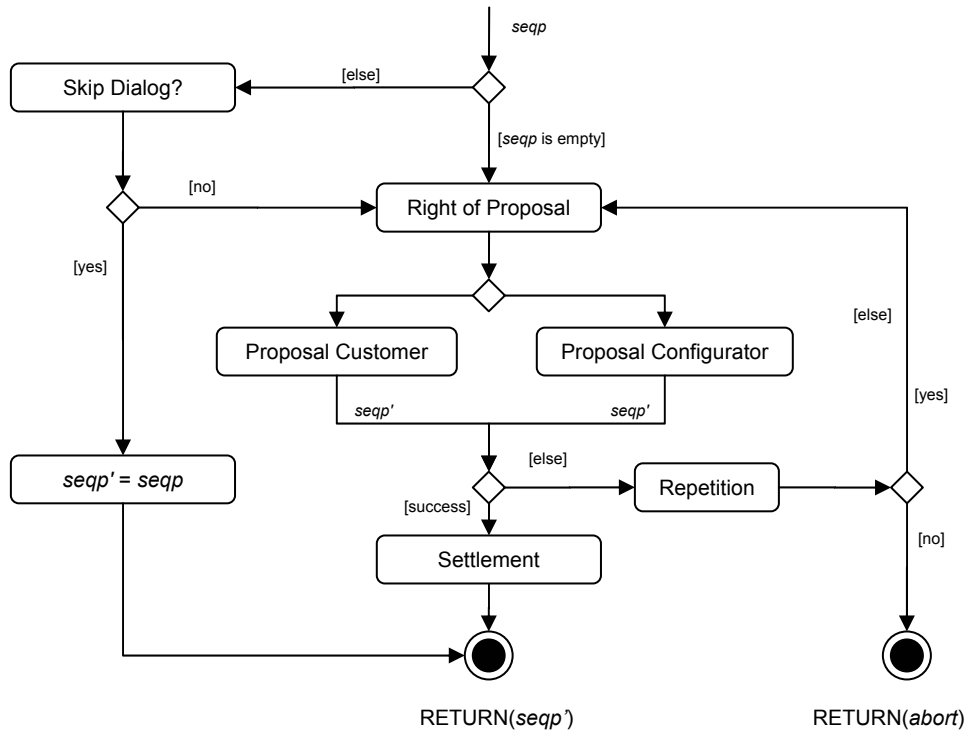 seqp
[else]
Skip Dialog?
[seqp is empty]
[no]
Right of Proposal
[yes]
[else]
Proposal Customer
Proposal Configurator
[yes]
seqp'
seqp'
[else]
seqp' = seqp
Repetition
[success]
[no]
Settlement
RETURN(seqp’)
RETURN(abort)